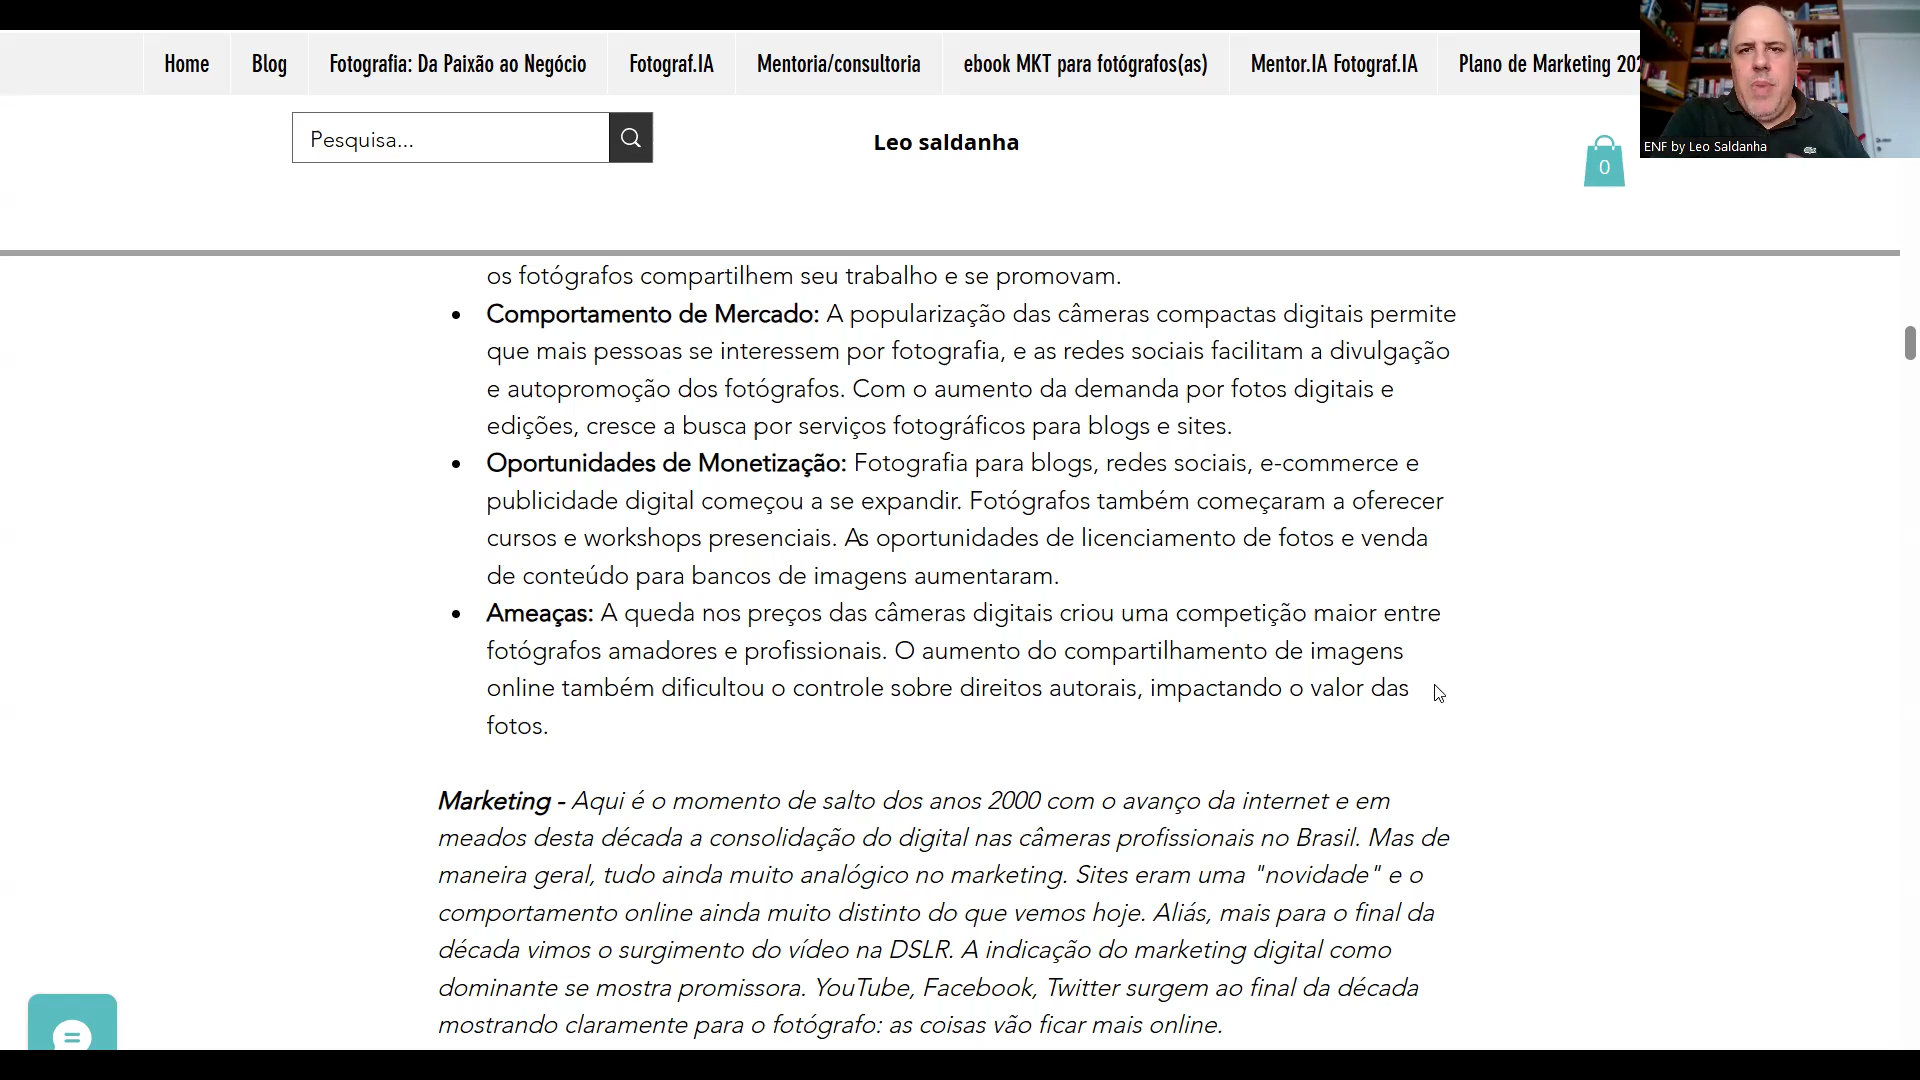 Home
Blog
Fotografia: Da Paixão ao Negócio
Fotograf.IA
Mentoria/consultoria
ebook MKT para fotógrafos(as)
Mentor.IA Fotograf.IA
Plano de Marketing
Pesquisa...
Leo saldanha
0
ENF by Leo Saldanha
os fotógrafos compartilhem seu trabalho e se promovam.
• Comportamento de Mercado: A popularização das câmeras compactas digitais permite
que mais pessoas se interessem por fotografia, e as redes sociais facilitam a divulgação
e autopromoção dos fotógrafos. Com o aumento da demanda por fotos digitais e
edições, cresce a busca por serviços fotográficos para blogs e sites.
• Oportunidades de Monetização: Fotografia para blogs, redes sociais, e-commerce e
publicidade digital começou a se expandir. Fotógrafos também começaram a oferecer
cursos e workshops presenciais. As oportunidades de licenciamento de fotos e venda
de conteúdo para bancos de imagens aumentaram.
• Ameaças: A queda nos preços das câmeras digitais criou uma competição maior entre
fotógrafos amadores e profissionais. O aumento do compartilhamento de imagens
online também dificultou o controle sobre direitos autorais, impactando o valor das
fotos.
Marketing - Aqui é o momento de salto dos anos 2000 com o avanço da internet e em
meados desta década a consolidação do digital nas câmeras profissionais no Brasil. Mas de
maneira geral, tudo ainda muito analógico no marketing. Sites eram uma "novidade" e o
comportamento online ainda muito distinto do que vemos hoje. Aliás, mais para o final da
década vimos o surgimento do vídeo na DSLR. A indicação do marketing digital como
dominante se mostra promissora. YouTube, Facebook, Twitter surgem ao final da década
mostrando claramente para o fotógrafo: as coisas vão ficar mais online.